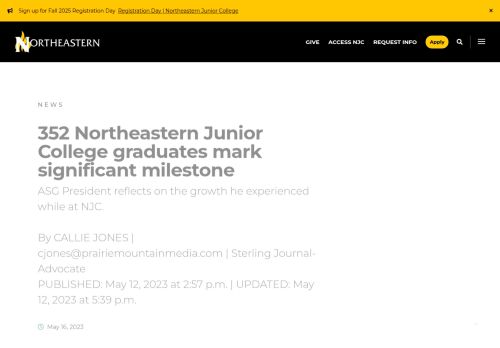 Sign up for Fall 2025 Registration Day Registration Day | Northeastern Junior College ×
NORTHEASTERN GIVE ACCESS NJC REQUEST INFO Apply
NEWS
352 Northeastern Junior
College graduates mark
significant milestone
ASG President reflects on the growth he experienced
while at NJC.
By CALLIE JONES |
cjones@prairiemountainmedia.com | Sterling Journal-
Advocate
PUBLISHED: May 12, 2023 at 2:57 p.m. | UPDATED: May
12, 2023 at 5:39 p.m.
May 16, 2023